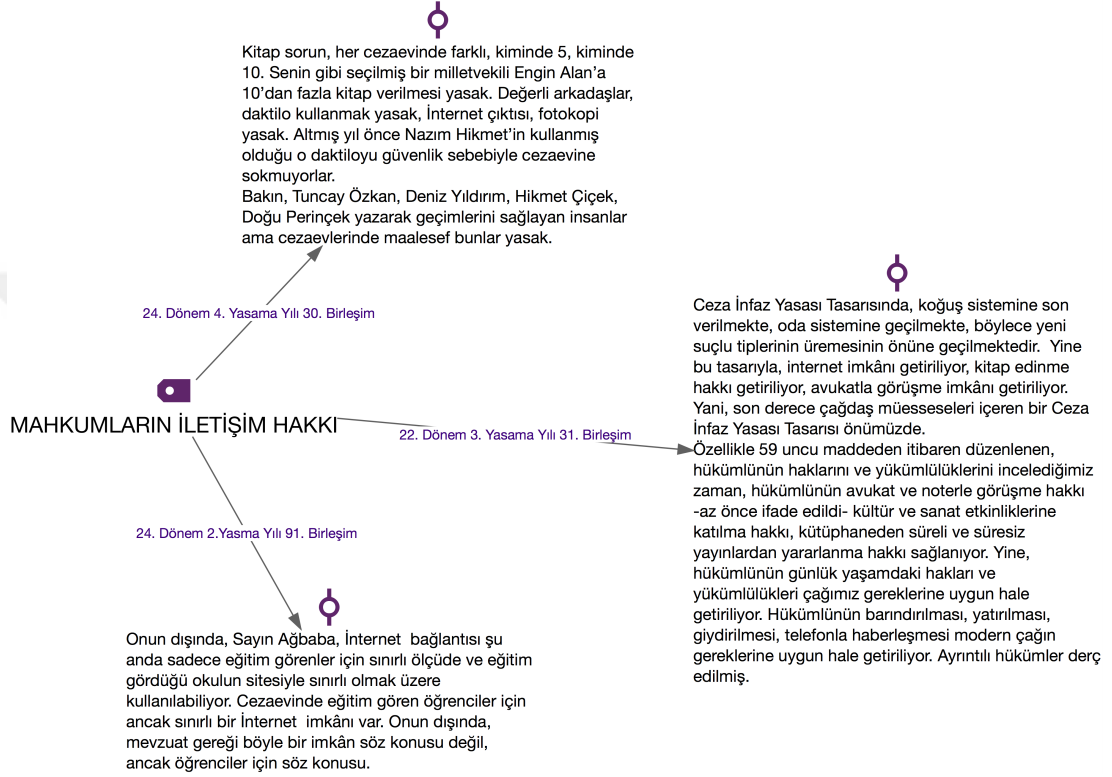 Kitap sorun, her cezaevinde farklı, kiminde 5, kiminde
10. Senin gibi seçilmiş bir milletvekili Engin Alan’a
10’dan fazla kitap verilmesi yasak. Değerli arkadaşlar,
daktilo kullanmak yasak, İnternet çıktısı, fotokopi
yasak. Altmış yıl önce Nazım Hikmet’in kullanmış
olduğu o daktiloyu güvenlik sebebiyle cezaevine
sokmuyorlar.
Bakın, Tuncay Özkan, Deniz Yıldırım, Hikmet Çiçek,
Doğu Perinçek yazarak geçimlerini sağlayan insanlar
ama cezaevlerinde maalesef bunlar yasak.
24. Dönem 4. Yasama Yılı 30. Birleşim
MAHKUMLARIN İLETİŞİM HAKKI
22. Dönem 3. Yasama Yılı 31. Birleşim
Ceza İnfaz Yasası Tasarısında, koğuş sistemine son
verilmekte, oda sistemine geçilmekte, böylece yeni
suçlu tiplerinin üremesinin önüne geçilmektedir.  Yine
bu tasarıyla, internet imkânı getiriliyor, kitap edinme
hakkı getiriliyor, avukatla görüşme imkânı getiriliyor.
Yani, son derece çağdaş müesseseleri içeren bir Ceza
İnfaz Yasası Tasarısı önümüzde.
Özellikle 59 uncu maddeden itibaren düzenlenen,
hükümlünün haklarını ve yükümlülüklerini incelediğimiz
zaman, hükümlünün avukat ve noterle görüşme hakkı
-az önce ifade edildi- kültür ve sanat etkinliklerine
katılma hakkı, kütüphaneden süreli ve süresiz
yayınlardan yararlanma hakkı sağlanıyor. Yine,
hükümlünün günlük yaşamdaki hakları ve
yükümlülükleri çağımız gereklerine uygun hale
getiriliyor. Hükümlünün barındırılması, yatırılması,
giydirilmesi, telefonla haberleşmesi modern çağın
gereklerine uygun hale getiriliyor. Ayrıntılı hükümler derç
edilmiş.
24. Dönem 2.Yasma Yılı 91. Birleşim
Onun dışında, Sayın Ağbaba, İnternet  bağlantısı şu
anda sadece eğitim görenler için sınırlı ölçüde ve eğitim
gördüğü okulun sitesiyle sınırlı olmak üzere
kullanılabiliyor. Cezaevinde eğitim gören öğrenciler için
ancak sınırlı bir İnternet  imkânı var. Onun dışında,
mevzuat gereği böyle bir imkân söz konusu değil,
ancak öğrenciler için söz konusu.